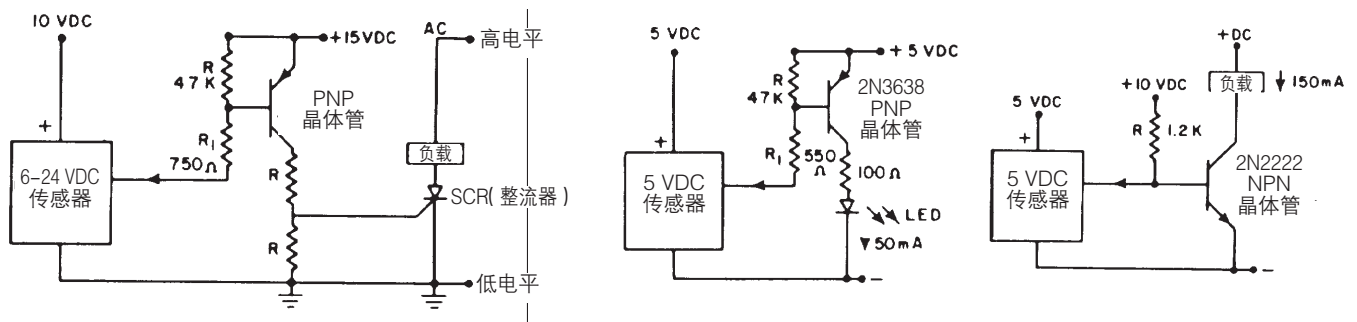 10 VDC
+15VDC
AC
高电平
R
47 K
PNP
晶体管
+
R1
750Ω
负载
6–24 VDC
传感器
R
SCR(整流器)
R
低电平
5 VDC
+ 5 VDC
R
47K
2N3638
PNP
晶体管
+
R1
550
Ω
100Ω
5 VDC
传感器
LED
50mA
–
+DC
负载
150mA
+10 VDC
5 VDC
+
R
1.2 K
5 VDC
传感器
2N2222
NPN
晶体管
–